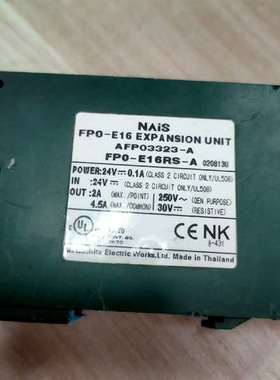 NAiS
FP0-E16 EXPANSION UNIT
AFP03323-A
FP0-E16RS-A 020813U
POWER:24V⎓ 0.1A (CLASS 2 CIRCUIT ONLY/UL508)
IN :24V⎓ (CLASS 2 CIRCUIT ONLY/UL508)
OUT :2A (MAX./POINT) 250V~ (GEN PURPOSE)
4.5A (MAX./COMMON) 30V⎓ (RESISTIVE)
UL
CE NK
Electric Works,Ltd. Made in Thailand